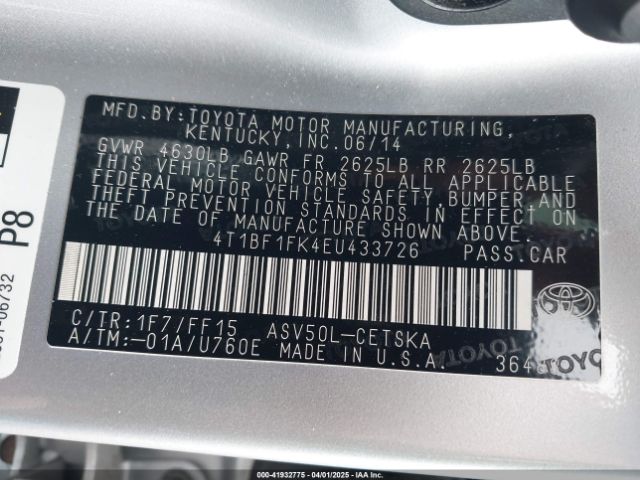 MFD.BY:TOYOTA MOTOR MANUFACTURING,
KENTUCKY,INC.06/14
GVWR 4630LB GAWR FR 2625LB RR 2625LB
THIS VEHICLE CONFORMS TO ALL APPLICABLE
FEDERAL MOTOR VEHICLE SAFETY,BUMPER,AND
THEFT PREVENTION STANDARDS IN EFFECT ON
THE DATE OF MANUFACTURE SHOWN ABOVE.
4T1BF1FK4EU433726 PASS.CAR
C/TR:1F7/FF15 ASV50L-CETSKA
A/TM:-01A/U760E MADE IN U.S.A.
TOYOTA
P8
000-41932775 - 04/01/2025 - IAA Inc.